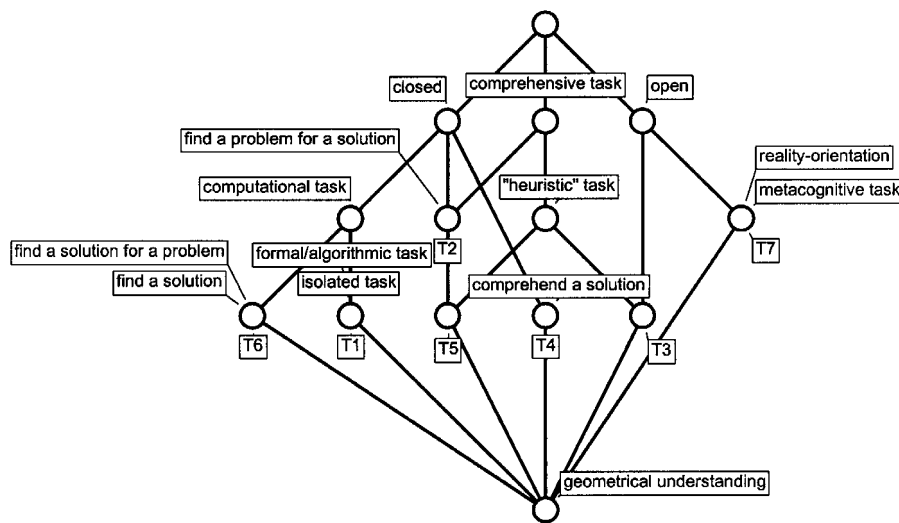 closed
comprehensive task
open
find a problem for a solution
reality-orientation
computational task
"heuristic" task
metacognitive task
find a solution for a problem
formal/algorithmic task
T2
T7
find a solution
isolated task
comprehend a solution
T6
T1
T5
T4
T3
geometrical understanding